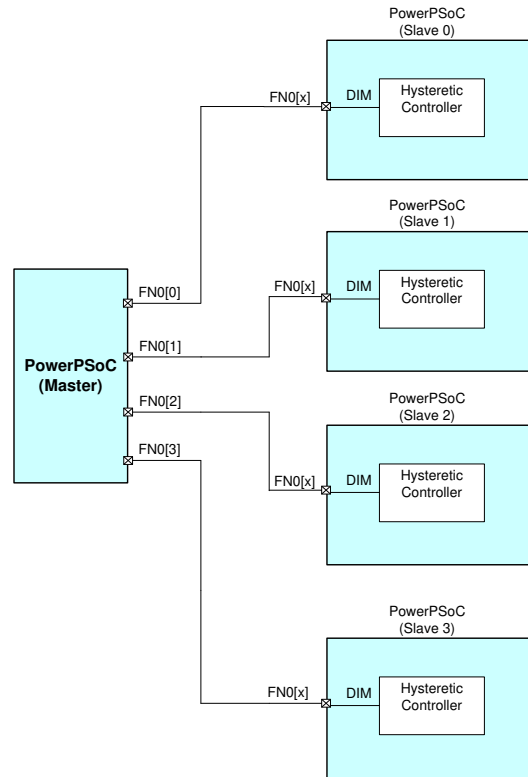 PowerPSoC
(Slave 0)
FN0[x]
DIM
Hysteretic
Controller
PowerPSoC
(Slave 1)
FN0[x]
DIM
Hysteretic
Controller
FN0[0]
FN0[1]
PowerPSoC
(Master)
FN0[2]
FN0[3]
PowerPSoC
(Slave 2)
FN0[x]
DIM
Hysteretic
Controller
PowerPSoC
(Slave 3)
FN0[x]
DIM
Hysteretic
Controller